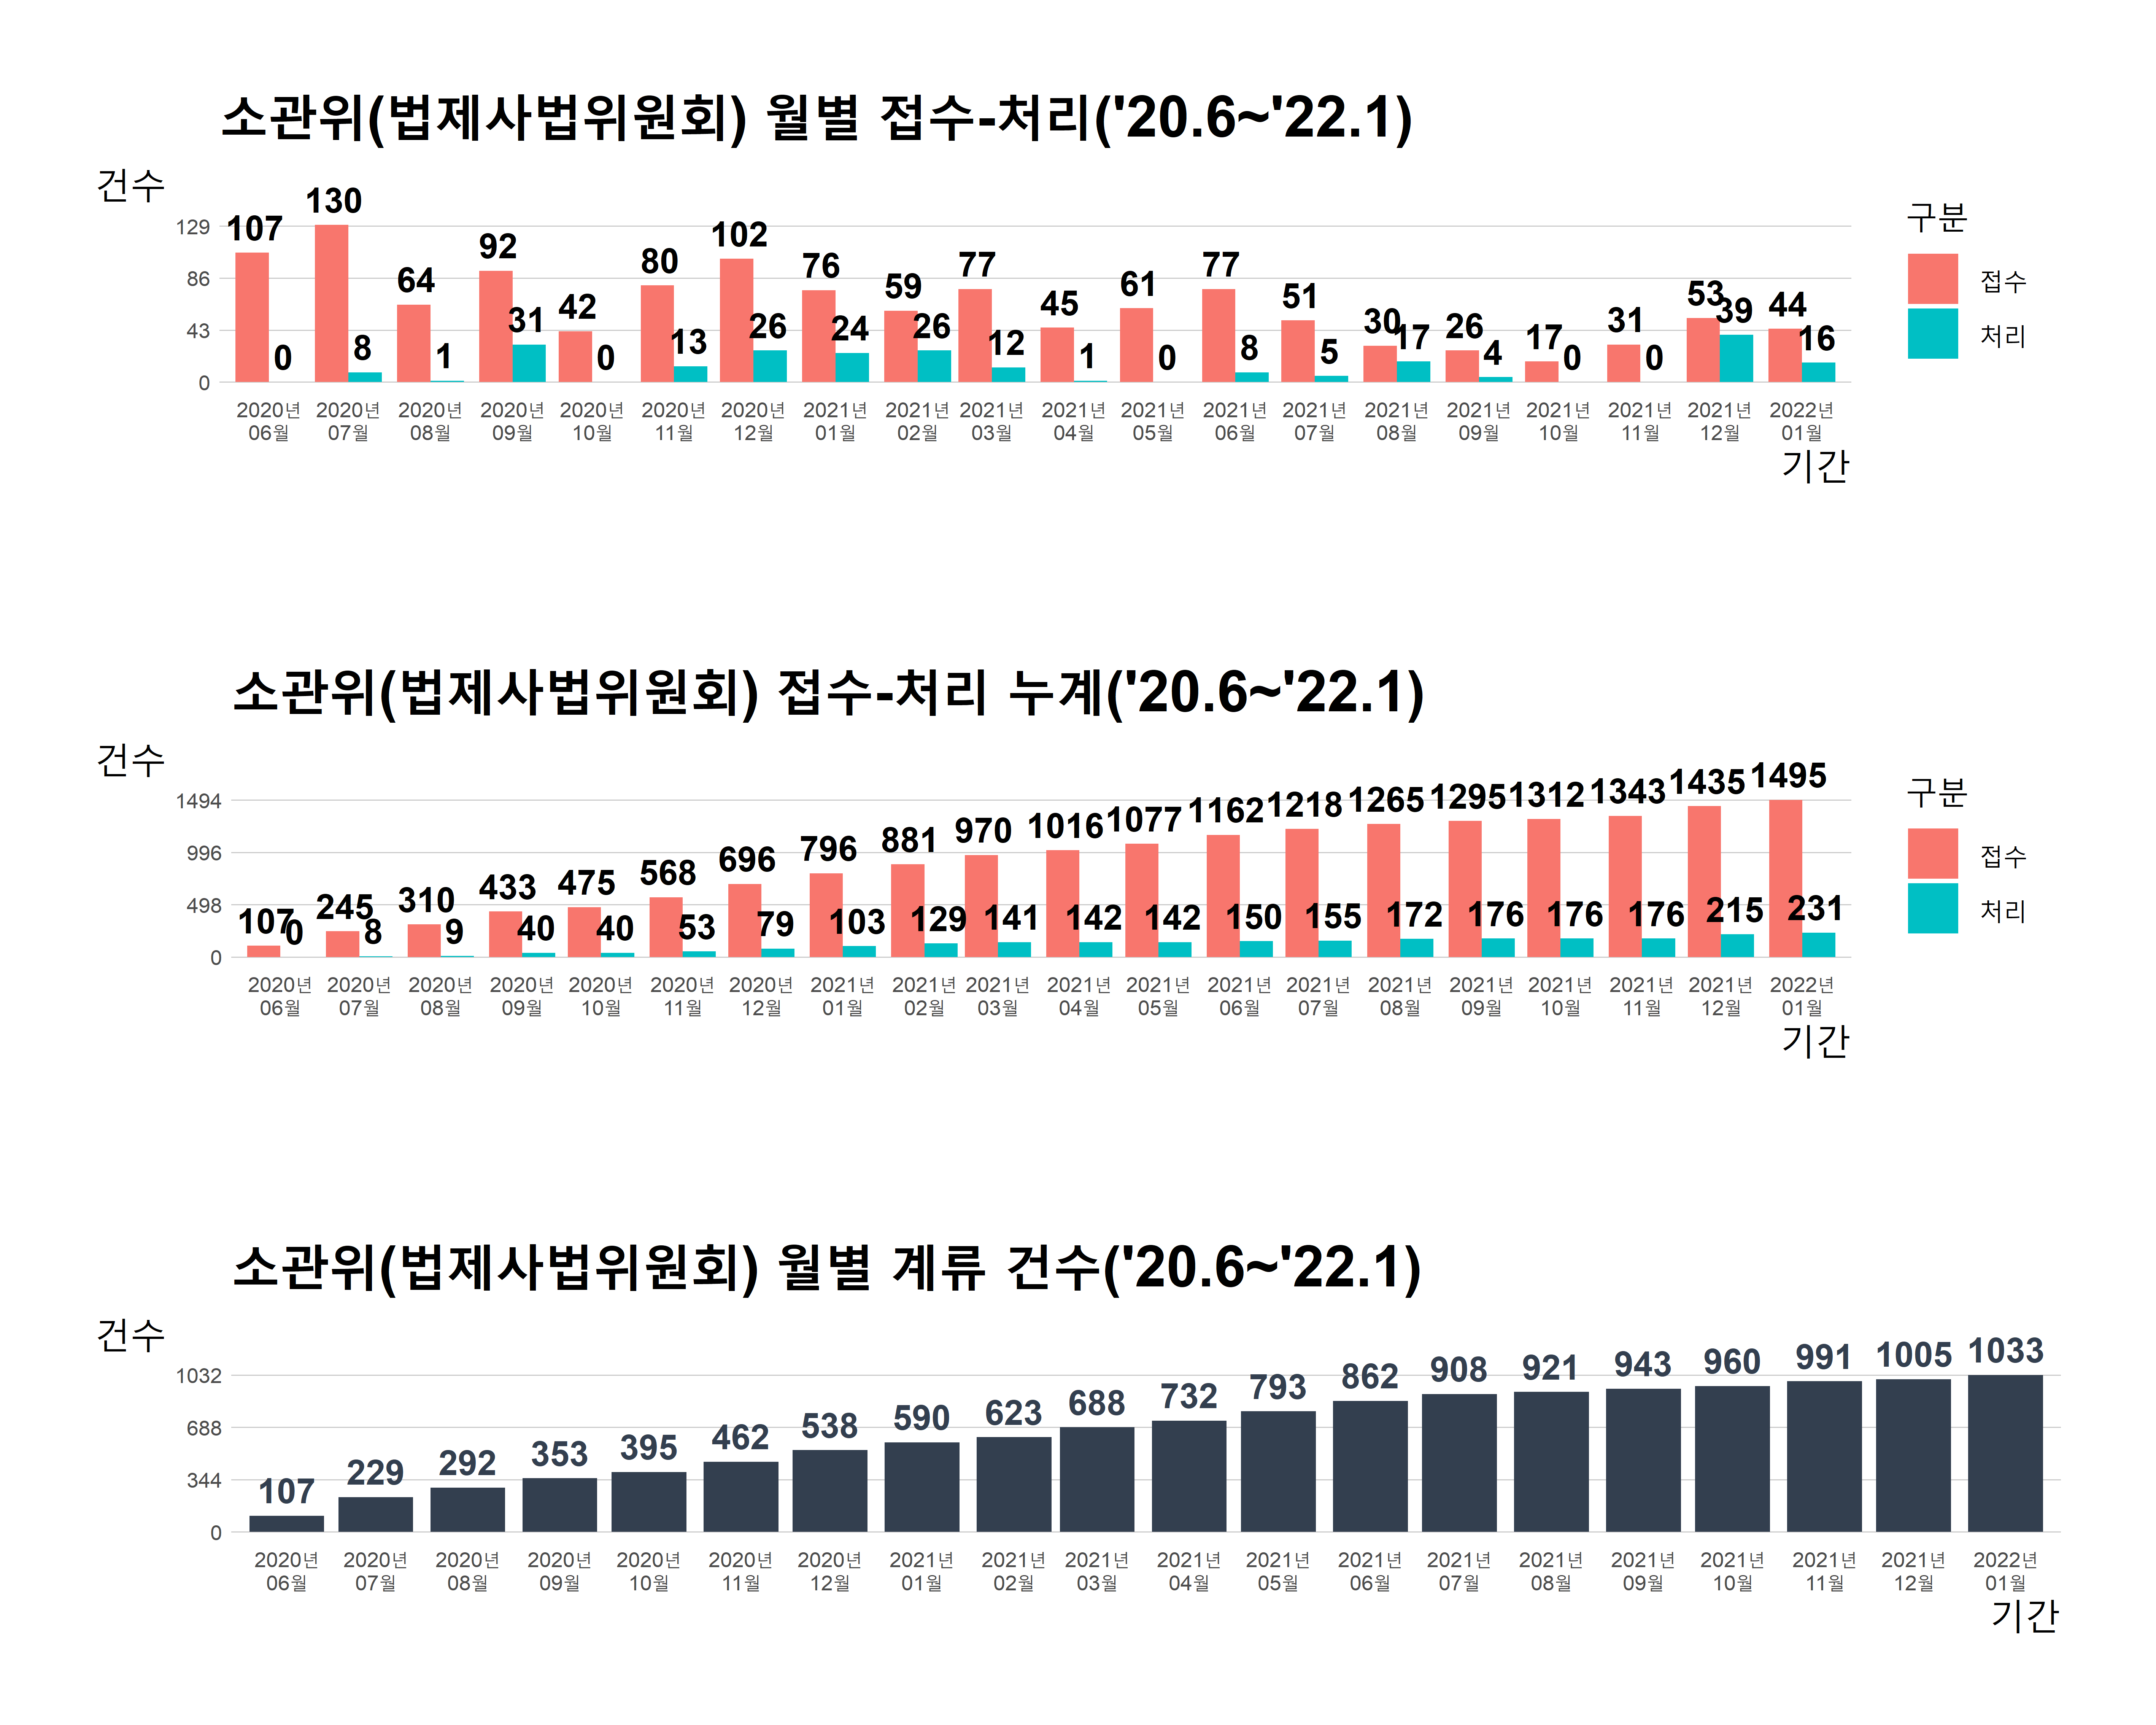 소관위(법제사법위원회) 월별 접수-처리('20.6~'22.1)
건수
129
86
43
0
107 130 64 92 42 80 102 76 59 77 45 61 77 51 30 26 17 31 53 44
0 8 1 31 0 13 26 24 26 12 1 0 8 5 17 4 0 0 39 16
2020년 2020년 2020년 2020년 2020년 2020년 2020년 2021년 2021년 2021년 2021년 2021년 2021년 2021년 2021년 2021년 2021년 2021년 2021년 2022년
06월 07월 08월 09월 10월 11월 12월 01월 02월 03월 04월 05월 06월 07월 08월 09월 10월 11월 12월 01월
기간
구분
접수
처리
소관위(법제사법위원회) 접수-처리 누계('20.6~'22.1)
건수
1494
996
498
0
107 245 310 433 475 568 696 796 881 970 1016 1077 1162 1218 1265 1295 1312 1343 1435 1495
0 8 9 40 40 53 79 103 129 141 142 142 150 155 172 176 176 176 215 231
2020년 2020년 2020년 2020년 2020년 2020년 2020년 2021년 2021년 2021년 2021년 2021년 2021년 2021년 2021년 2021년 2021년 2021년 2021년 2022년
06월 07월 08월 09월 10월 11월 12월 01월 02월 03월 04월 05월 06월 07월 08월 09월 10월 11월 12월 01월
기간
구분
접수
처리
소관위(법제사법위원회) 월별 계류 건수('20.6~'22.1)
건수
1032
688
344
0
107 229 292 353 395 462 538 590 623 688 732 793 862 908 921 943 960 991 1005 1033
2020년 2020년 2020년 2020년 2020년 2020년 2020년 2021년 2021년 2021년 2021년 2021년 2021년 2021년 2021년 2021년 2021년 2021년 2021년 2022년
06월 07월 08월 09월 10월 11월 12월 01월 02월 03월 04월 05월 06월 07월 08월 09월 10월 11월 12월 01월
기간